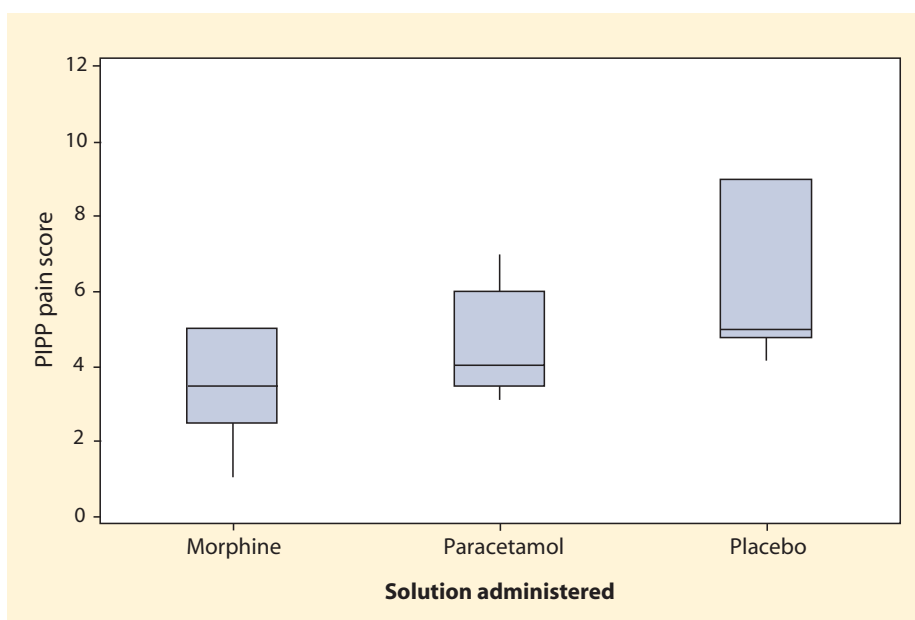 12
10
8
6
4
2
0
PIPP pain score
Morphine Paracetamol Placebo
Solution administered